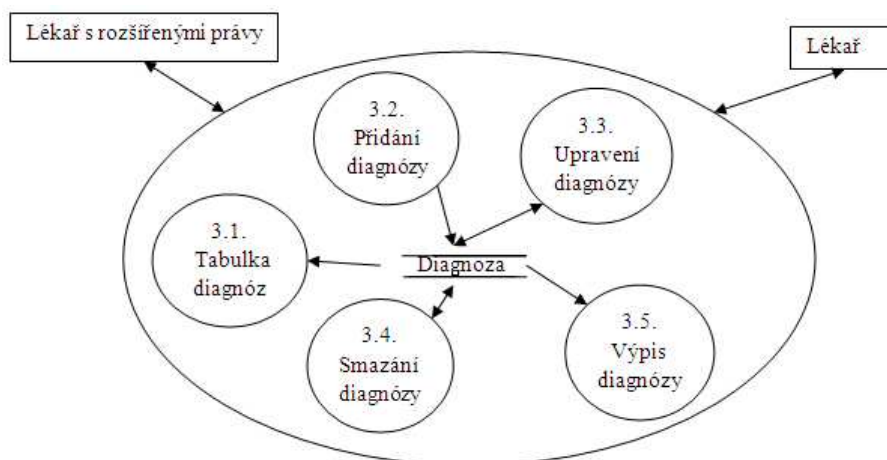 Lékař s rozšířenými právy
Lékař
3.2.
Přidání
diagnózy
3.3.
Upravení
diagnózy
3.1.
Tabulka
diagnóz
Diagnoza
3.4.
Smazání
diagnózy
3.5.
Výpis
diagnózy